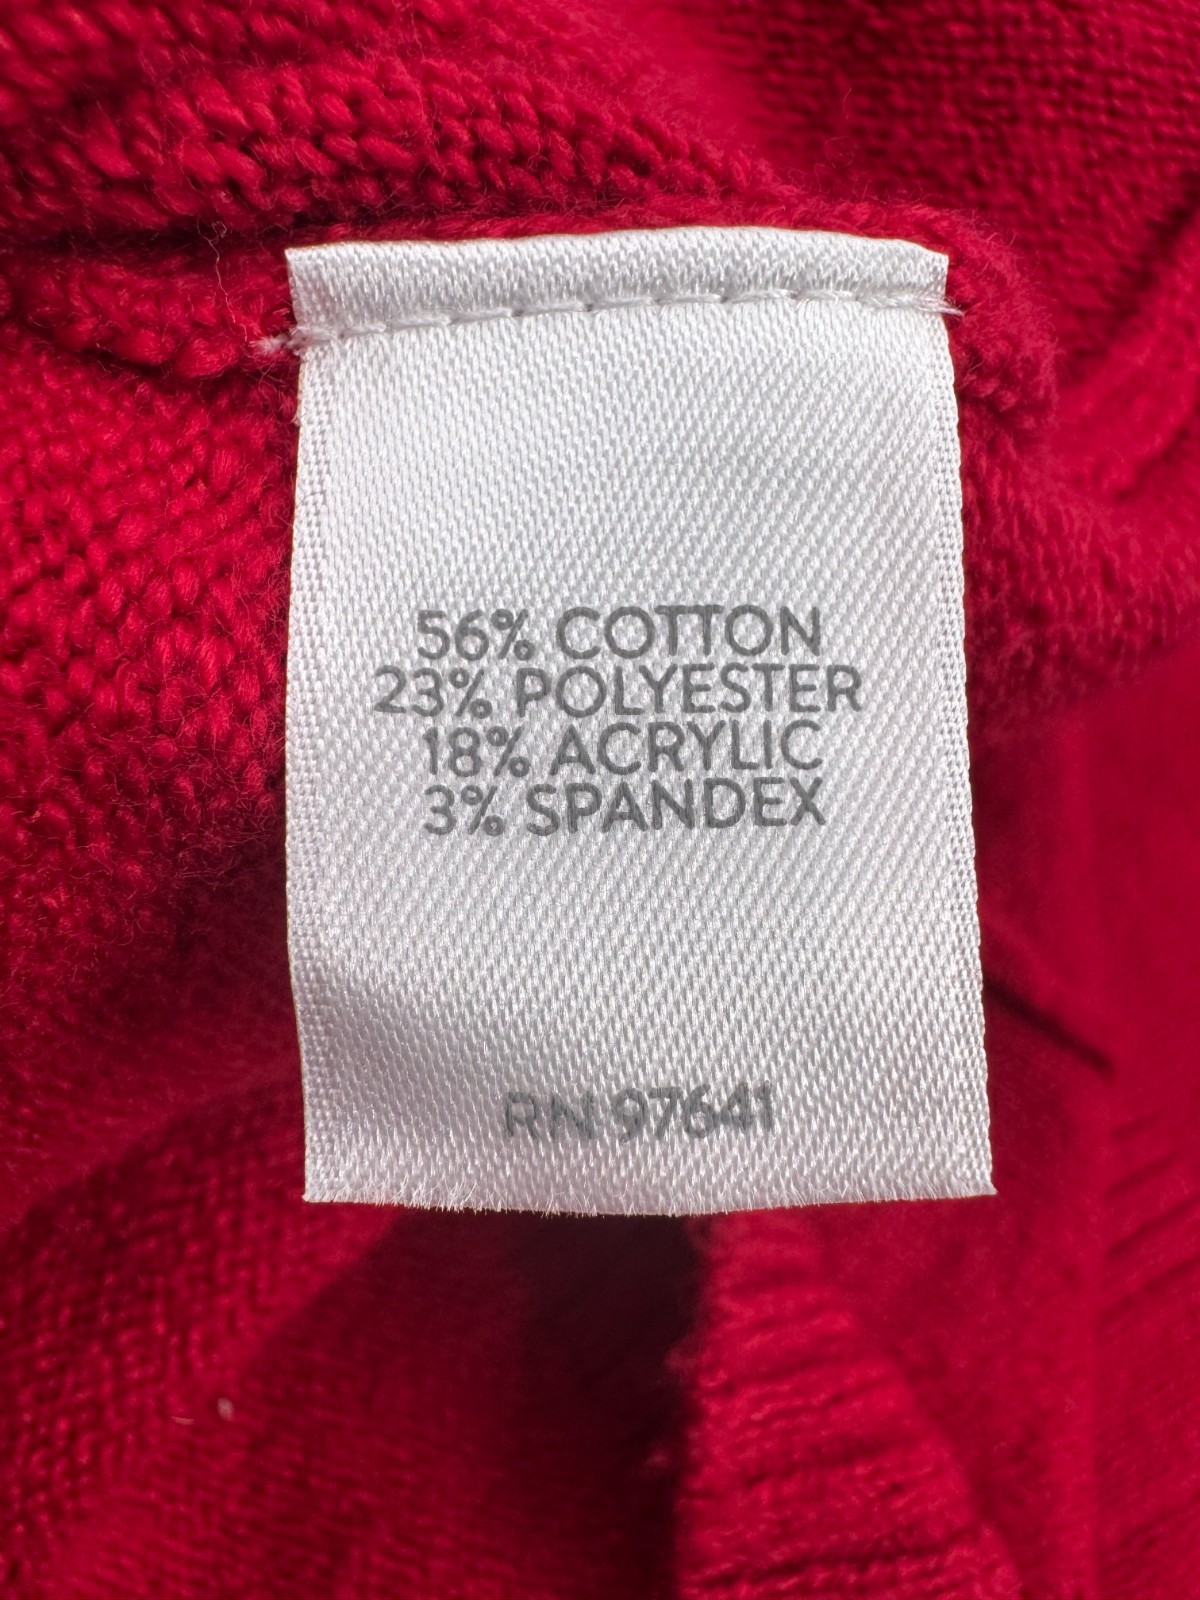 56% COTTON
23% POLYESTER
18% ACRYLIC
3% SPANDEX
RN 97641